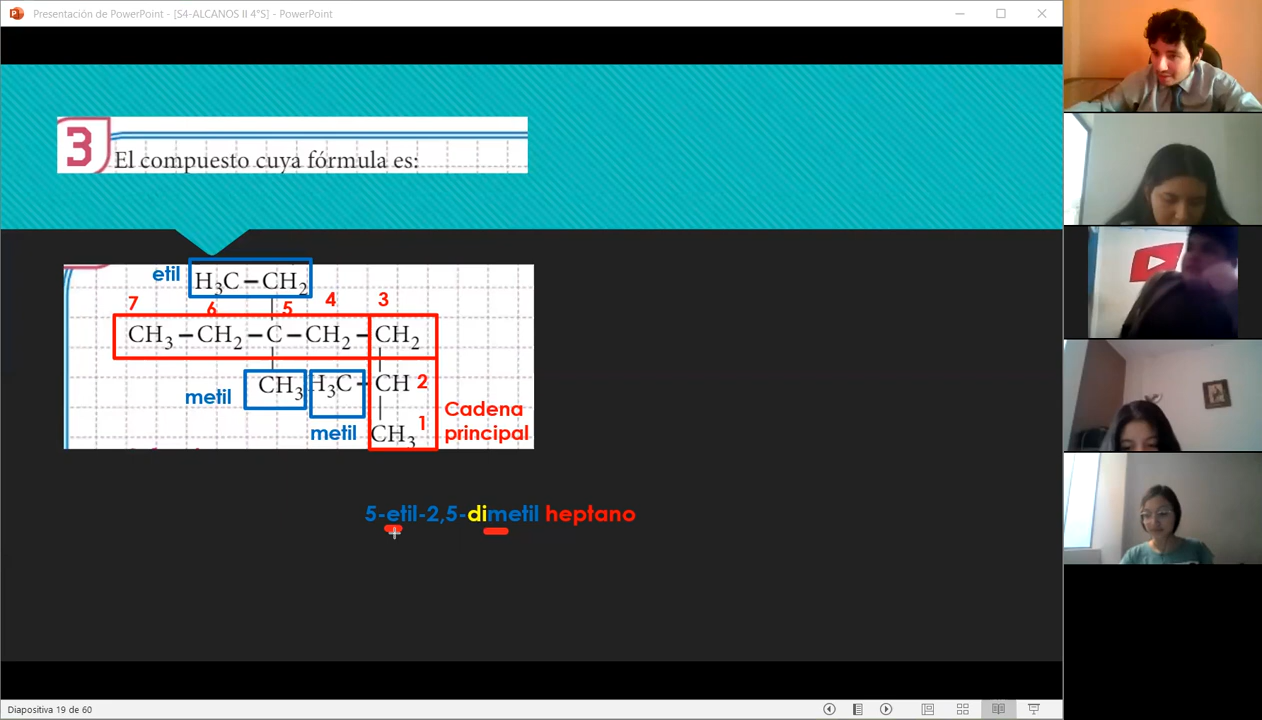 Presentación de PowerPoint - [S4-ALCANOS II 4°S] - PowerPoint
3
El compuesto cuya fórmula es:
etil H₃C–CH₂
7 6 5 4 3
CH₃–CH₂–C–CH₂–CH₂
metil CH₃ H₃C–CH 2
metil CH₃ 1
Cadena
principal
5-etil-2,5-dimetil heptano
Diapositiva 19 de 60